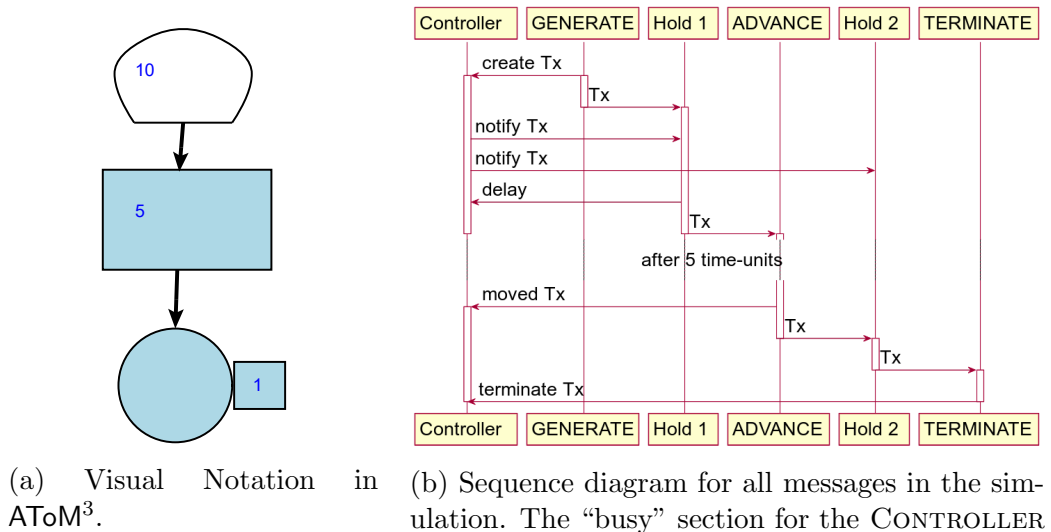 10
5
1
(a) Visual Notation in
AToM³.
Controller GENERATE Hold 1 ADVANCE Hold 2 TERMINATE
create Tx
Tx
notify Tx
notify Tx
delay
Tx
after 5 time-units
moved Tx
Tx
Tx
terminate Tx
Controller GENERATE Hold 1 ADVANCE Hold 2 TERMINATE
(b) Sequence diagram for all messages in the sim-
ulation. The “busy” section for the CONTROLLER